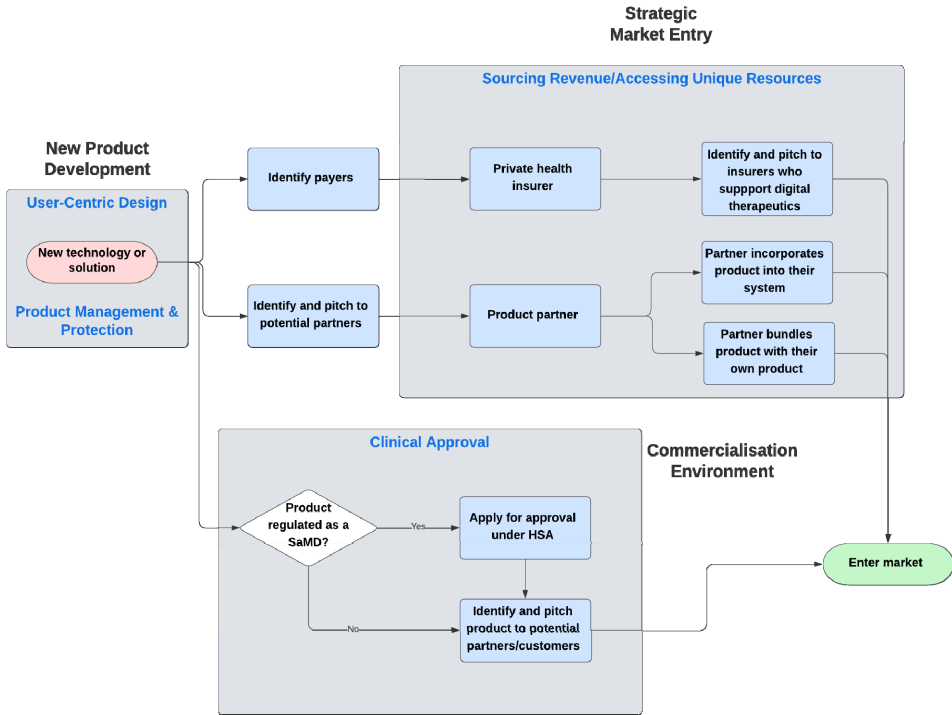 Strategic
Market Entry
Sourcing Revenue/Accessing Unique Resources
New Product
Development
User-Centric Design
New technology or
solution
Product Management &
Protection
Identify payers
Private health
insurer
Identify and pitch to
insurers who
suppport digital
therapeutics
Identify and pitch to
potential partners
Product partner
Partner incorporates
product into their
system
Partner bundles
product with their
own product
Clinical Approval
Commercialisation
Environment
Product
regulated as a
SaMD?
Yes
Apply for approval
under HSA
No
Identify and pitch
product to potential
partners/customers
Enter market